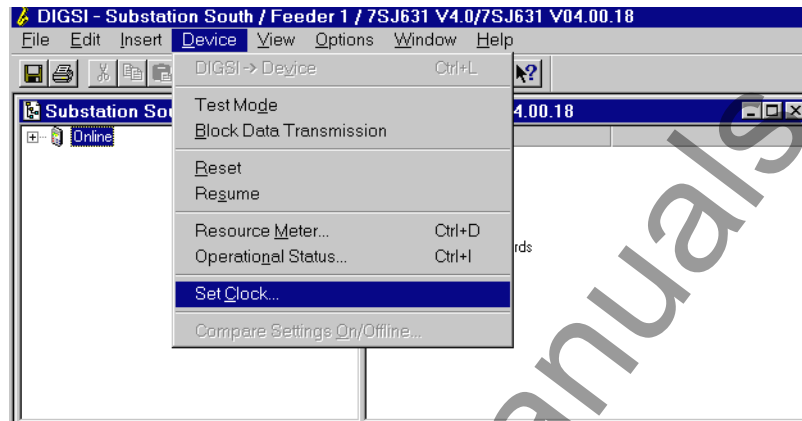 DIGSI - Substation South / Feeder 1 / 7SJ631 V4.0/7SJ631 V04.00.18
File Edit Insert Device View Options Window Help
DIGSI -> Device Ctrl+L
Substation Sou 4.00.18
Online
Test Mode
Block Data Transmission
Reset
Resume
Resource Meter... Ctrl+D
rds
Operational Status... Ctrl+I
Set Clock...
Compare Settings On/Offline...
anuals